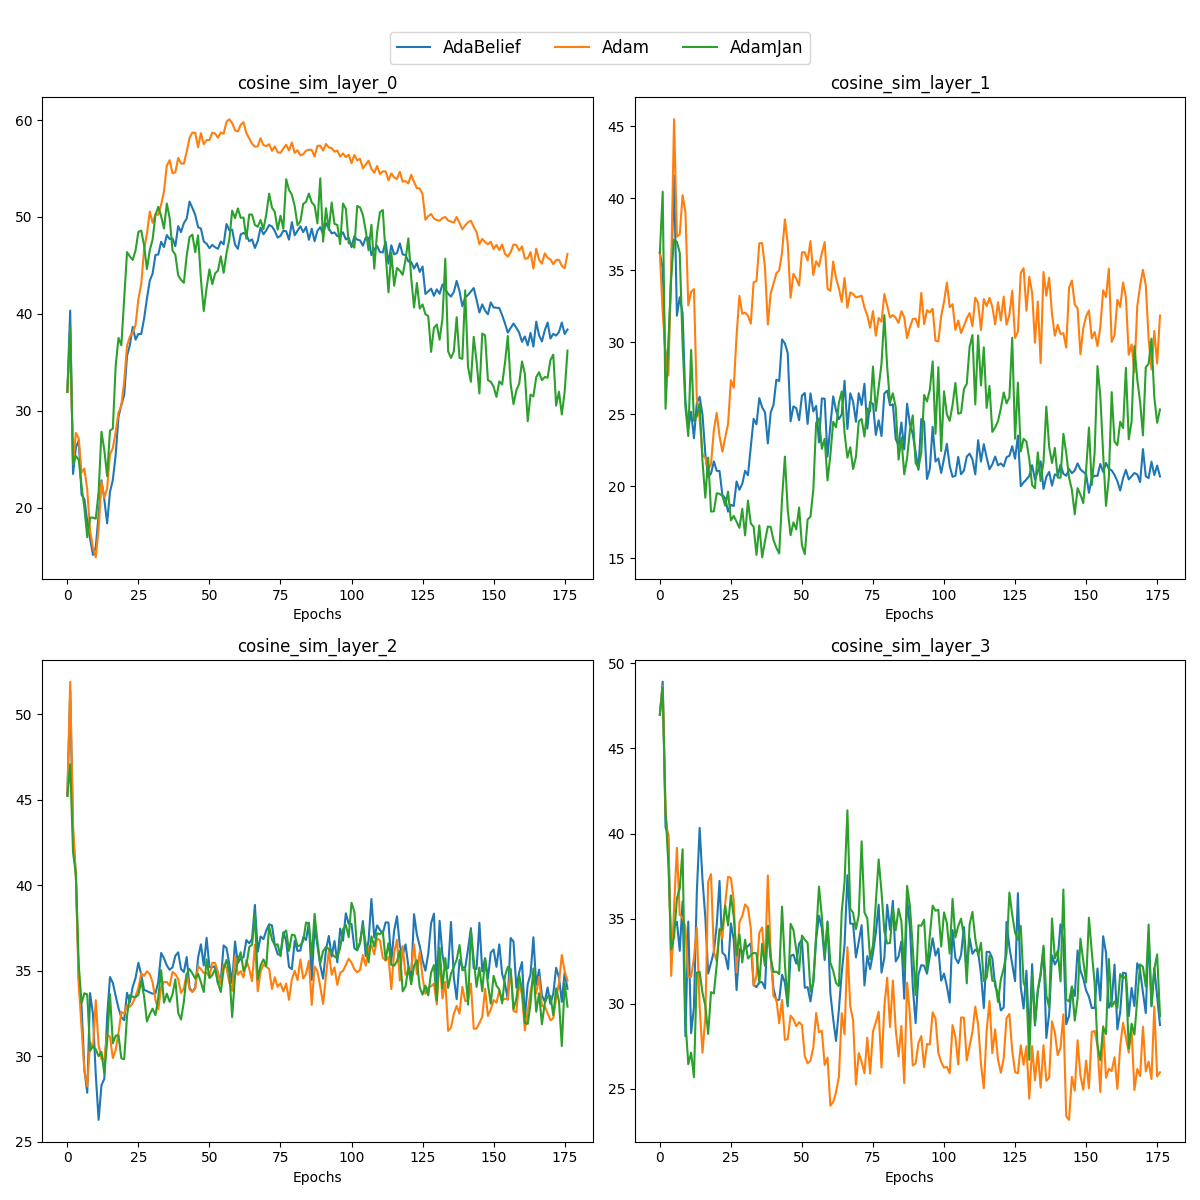 AdaBelief Adam AdamJan
cosine_sim_layer_0
60
50
40
30
20
0 25 50 75 100 125 150 175
Epochs
cosine_sim_layer_1
45
40
35
30
25
20
15
0 25 50 75 100 125 150 175
Epochs
cosine_sim_layer_2
50
45
40
35
30
25
0 25 50 75 100 125 150 175
Epochs
cosine_sim_layer_3
50
45
40
35
30
25
0 25 50 75 100 125 150 175
Epochs